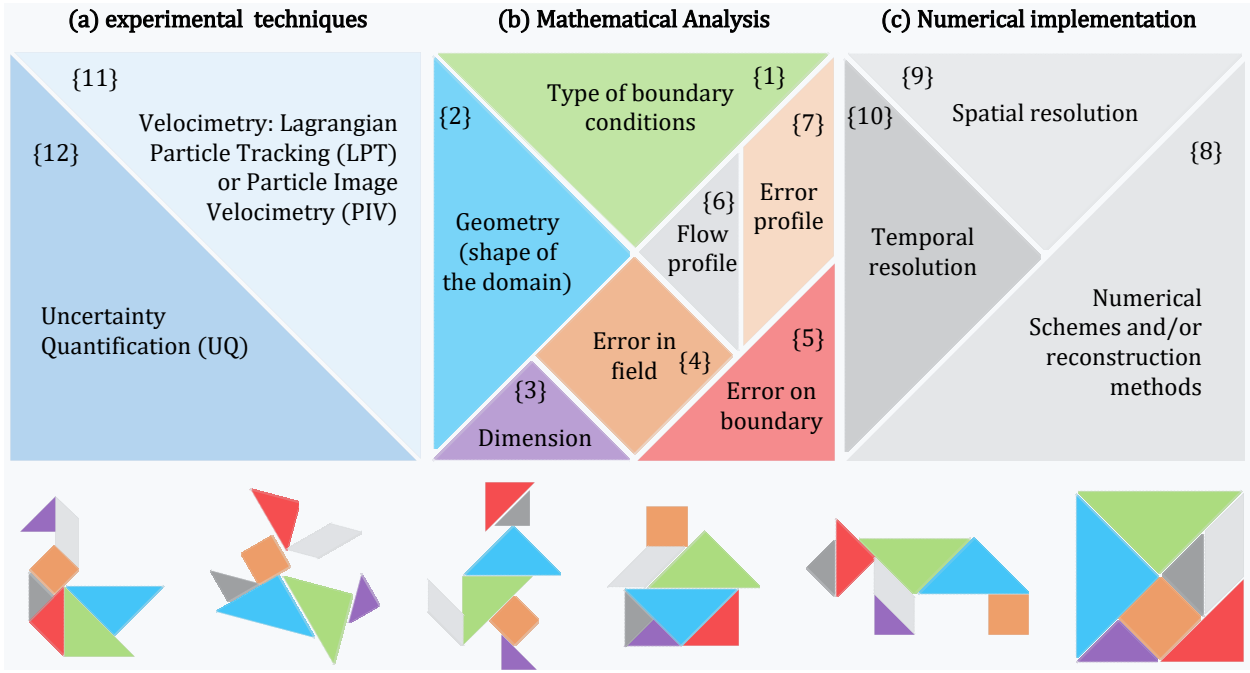 (a) experimental techniques
(b) Mathematical Analysis
(c) Numerical implementation
{11}
Velocimetry: Lagrangian
Particle Tracking (LPT)
or Particle Image
Velocimetry (PIV)
{12}
Uncertainty
Quantification (UQ)
{1}
Type of boundary
conditions
{2}
Geometry
(shape of
the domain)
{7}
Error
profile
{6}
Flow
profile
Error in
field
{4}
{3}
Dimension
{5}
Error on
boundary
{9}
Spatial resolution
{10}
Temporal
resolution
{8}
Numerical
Schemes and/or
reconstruction
methods